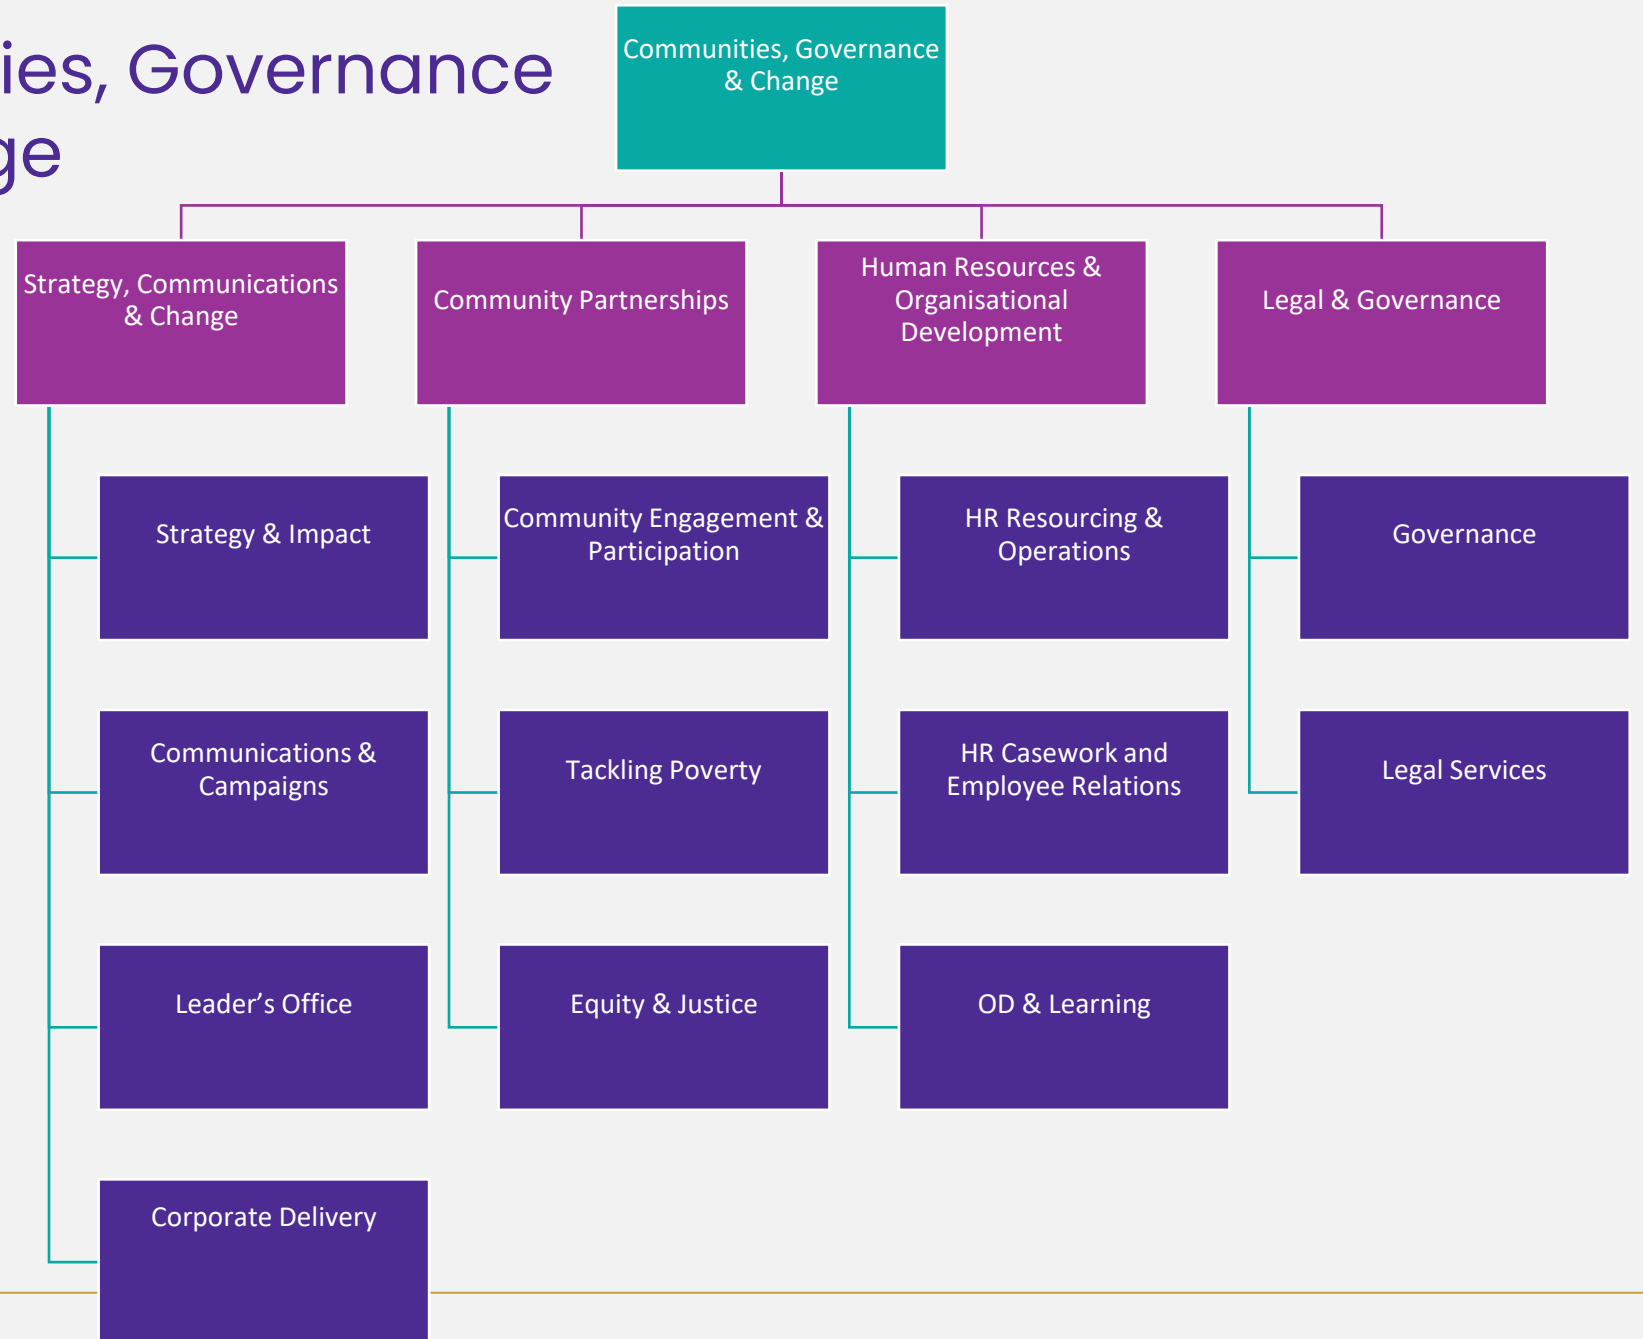 ies, Governance
ge
Communities, Governance
& Change
Strategy, Communications
& Change
Community Partnerships
Human Resources &
Organisational
Development
Legal & Governance
Strategy & Impact
Community Engagement &
Participation
HR Resourcing &
Operations
Governance
Communications &
Campaigns
Tackling Poverty
HR Casework and
Employee Relations
Legal Services
Leader’s Office
Equity & Justice
OD & Learning
Corporate Delivery